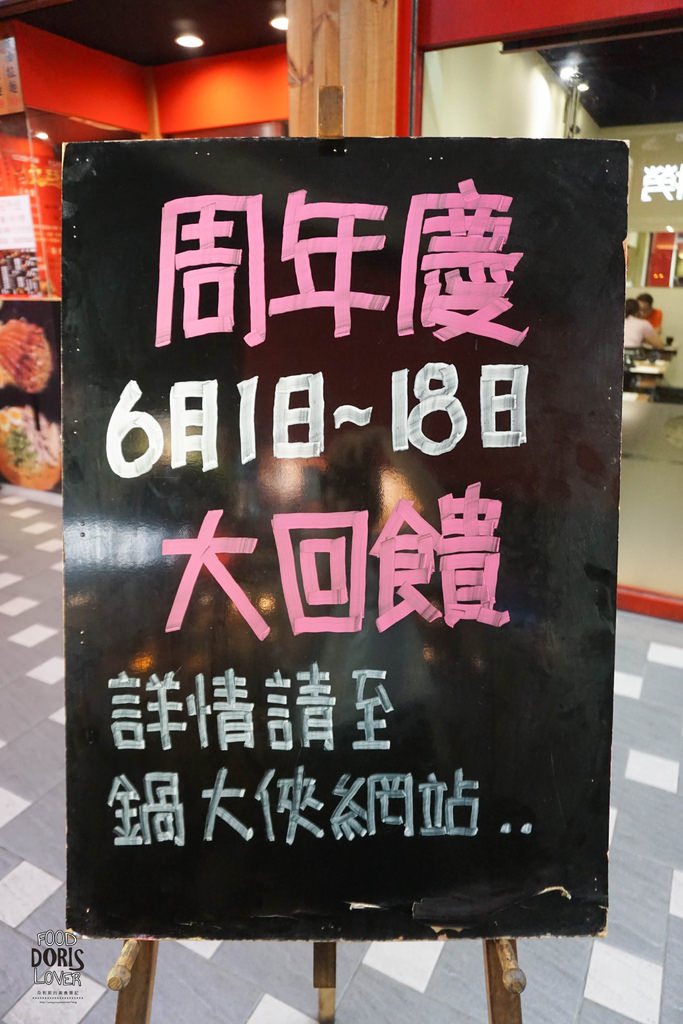 周年慶
6月1日~18日
大回饋
詳情請至
鍋大俠網站..
FOOD
DORIS
LOVER